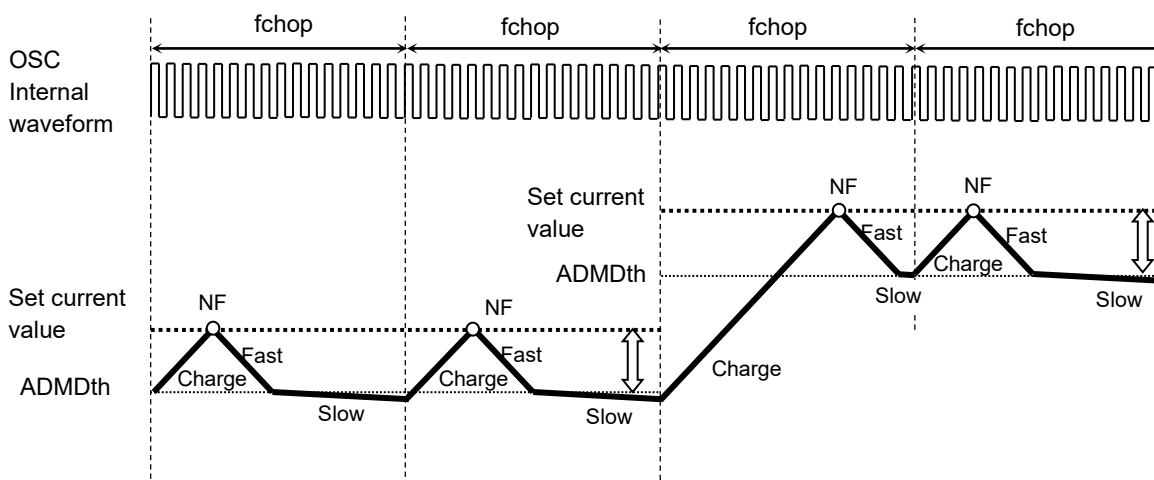 fchop
fchop
fchop
fchop
OSC
Internal
waveform
Set current
value
NF
NF
Fast
Fast
ADMDth
Charge
Slow
Slow
Set current
value
NF
NF
Fast
Fast
ADMDth
Charge
Charge
Charge
Slow
Slow